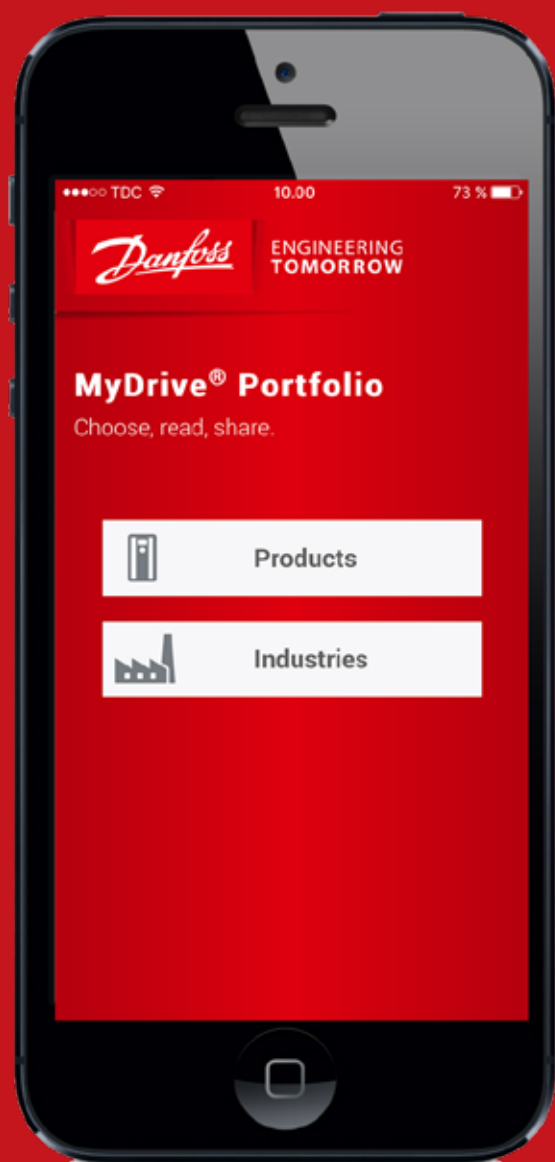 TDC 10.00 73 %
Danfoss
ENGINEERING
TOMORROW
MyDrive® Portfolio
Choose, read, share.
Products
Industries